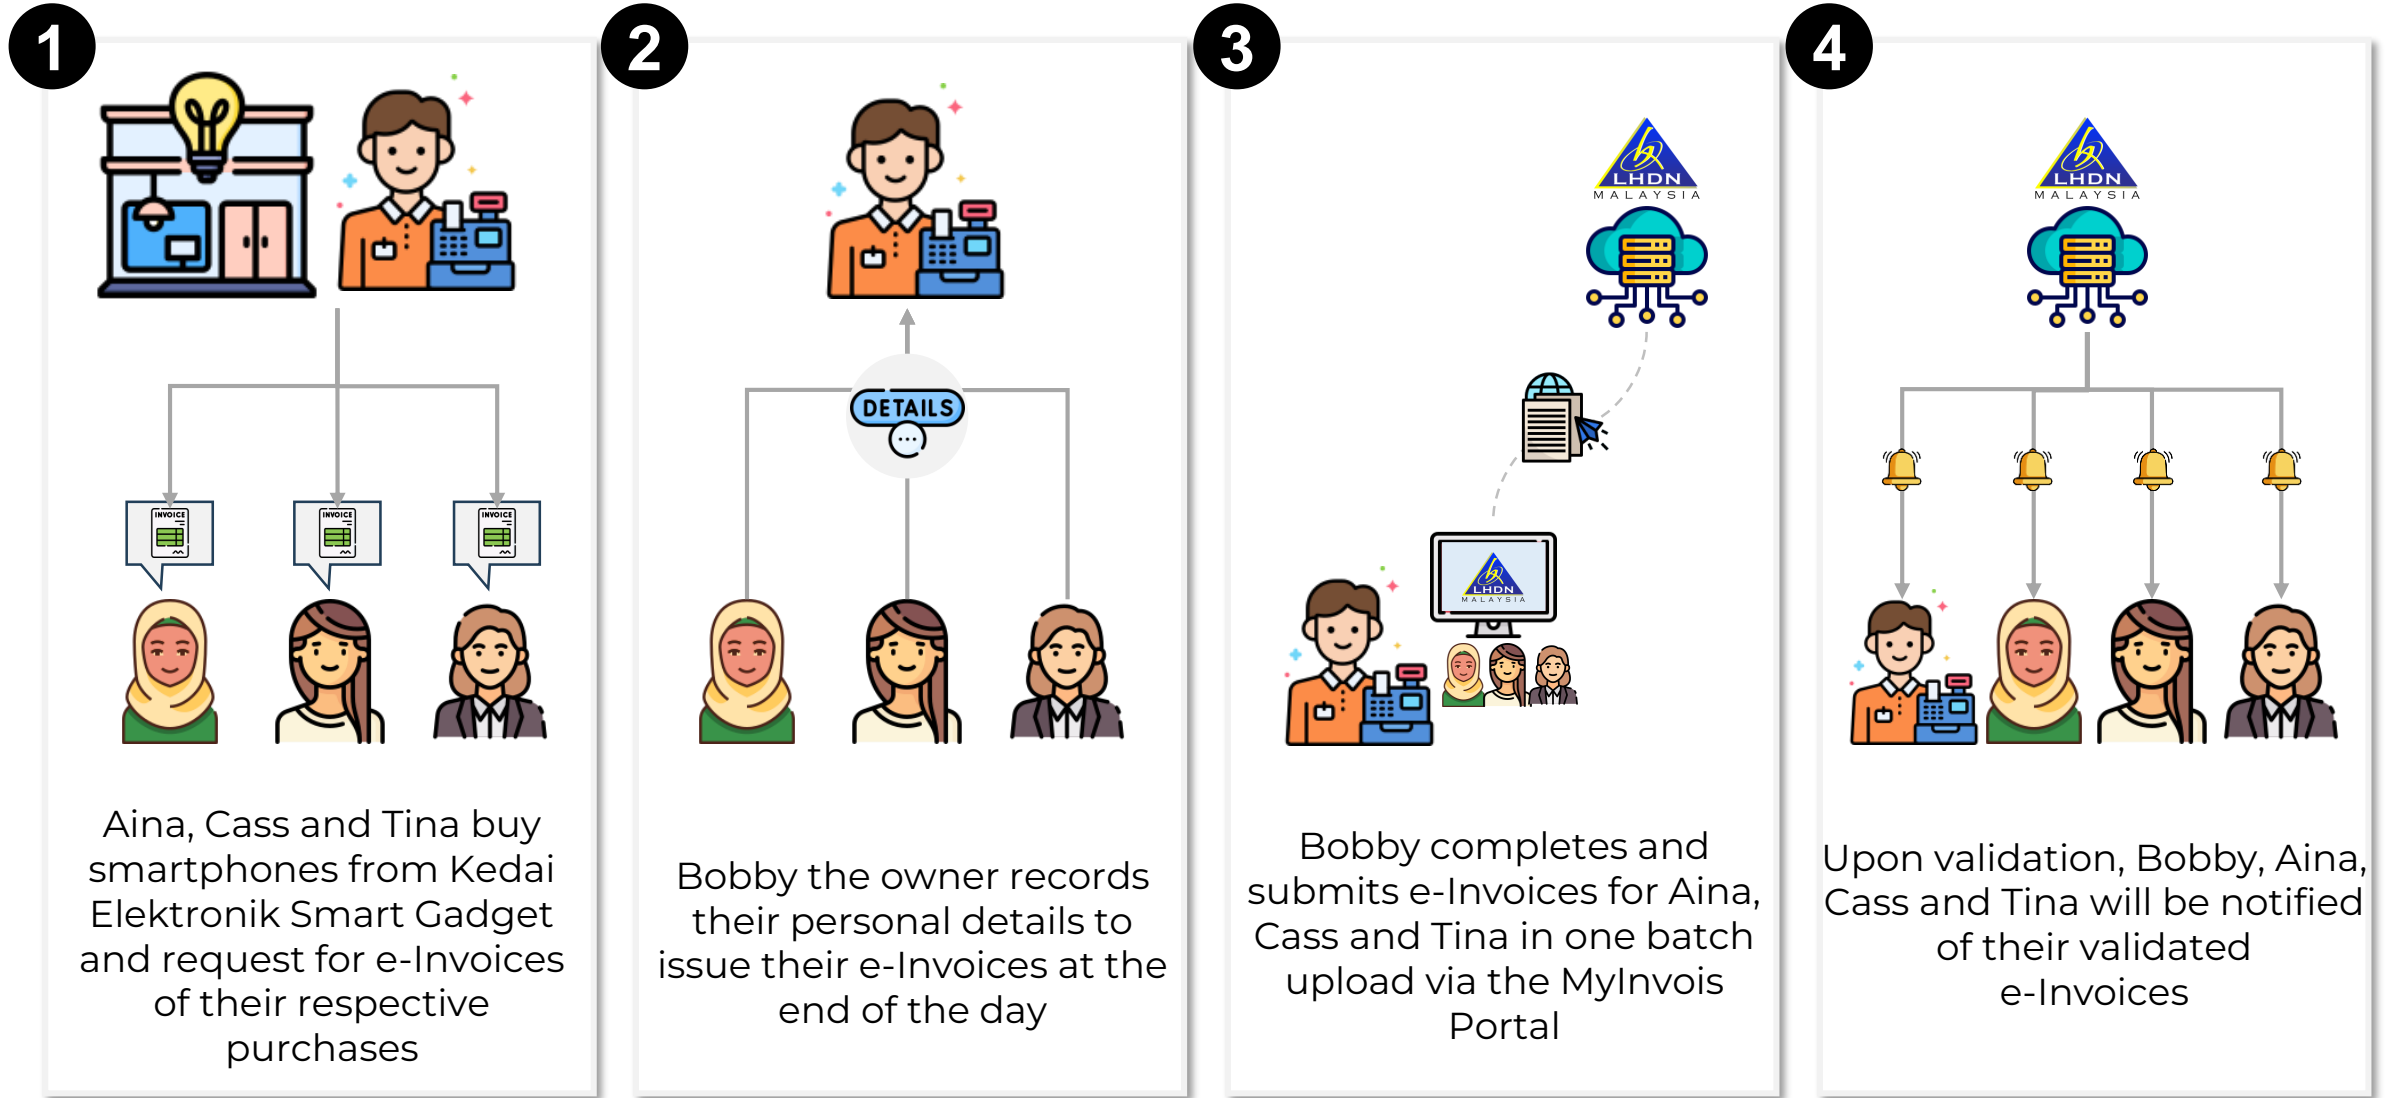 1
INVOICE
INVOICE
INVOICE
Aina, Cass and Tina buy
smartphones from Kedai
Elektronik Smart Gadget
and request for e-Invoices
of their respective
purchases
2
DETAILS
Bobby the owner records
their personal details to
issue their e-Invoices at the
end of the day
3
LHDN
MALAYSIA
LHDN
MALAYSIA
Bobby completes and
submits e-Invoices for Aina,
Cass and Tina in one batch
upload via the MyInvois
Portal
4
LHDN
MALAYSIA
Upon validation, Bobby, Aina,
Cass and Tina will be notified
of their validated
e-Invoices